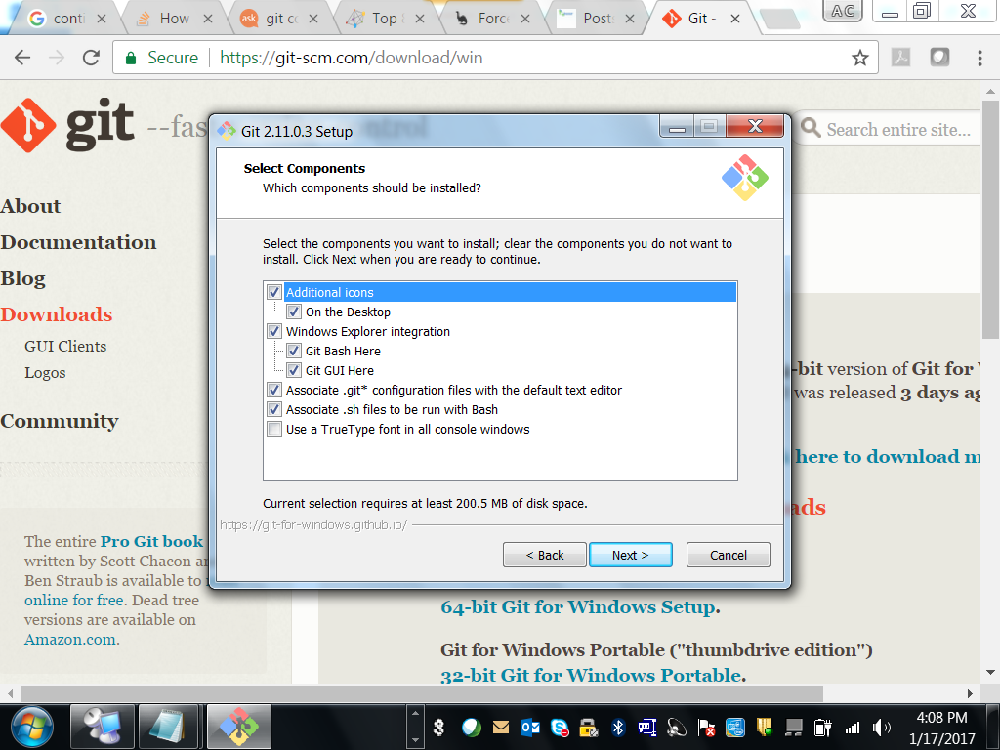 conti
How
git co
Top
Force
Posts
Git -
AC
Secure
https://git-scm.com/download/win
git --fas
Search entire site...
About
Documentation
Blog
Downloads
GUI Clients
Logos
Community
The entire Pro Git book
written by Scott Chacon an
Ben Straub is available to
online for free. Dead tree
versions are available on
Amazon.com.
Git 2.11.0.3 Setup
Select Components
Which components should be installed?
Select the components you want to install; clear the components you do not want to
install. Click Next when you are ready to continue.
Additional icons
On the Desktop
Windows Explorer integration
Git Bash Here
Git GUI Here
Associate .git* configuration files with the default text editor
Associate .sh files to be run with Bash
Use a TrueType font in all console windows
Current selection requires at least 200.5 MB of disk space.
https://git-for-windows.github.io/
< Back
Next >
Cancel
-bit version of Git for
was released 3 days ag
here to download m
ads
64-bit Git for Windows Setup.
Git for Windows Portable ("thumbdrive edition")
32-bit Git for Windows Portable.
4:08 PM
1/17/2017